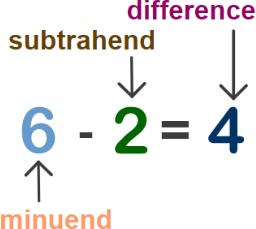 difference
subtrahend
6 - 2 = 4
minuend